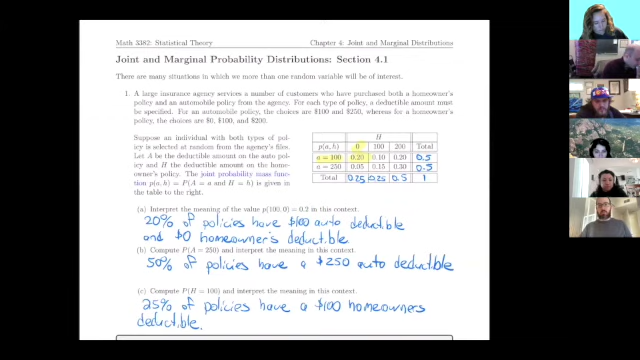 Math 3382: Statistical Theory Chapter 4: Joint and Marginal Distributions
Joint and Marginal Probability Distributions: Section 4.1
There are many situations in which we more than one random variable will be of interest.
1. A large insurance agency services a number of customers who have purchased both a homeowner's
policy and an automobile policy from the agency. For each type of policy, a deductible amount must
be specified. For an automobile policy, the choices are $100 and $250, whereas for a homeowner's
policy, the choices are $0, $100, and $200.
Suppose an individual with both types of pol-
icy is selected at random from the agency's files.
Let A be the deductible amount on the auto pol-
icy and H the deductible amount on the home-
owner's policy. The joint probability mass func-
tion p(a, h) = P(A = a and H = h) is given in
the table to the right.
H
p(a, h) 0 100 200 Total
a = 100 0.20 0.10 0.20 0.5
a = 250 0.05 0.15 0.30 0.5
Total 0.25 0.25 0.5 1
(a) Interpret the meaning of the value p(100, 0) = 0.2 in this context.
20% of policies have $100 auto deductible
and $0 homeowner's deductible.
(b) Compute P(A = 250) and interpret the meaning in this context.
50% of policies have a $250 auto deductible
(c) Compute P(H = 100) and interpret the meaning in this context.
25% of policies have a $100 homeowners
deductible.